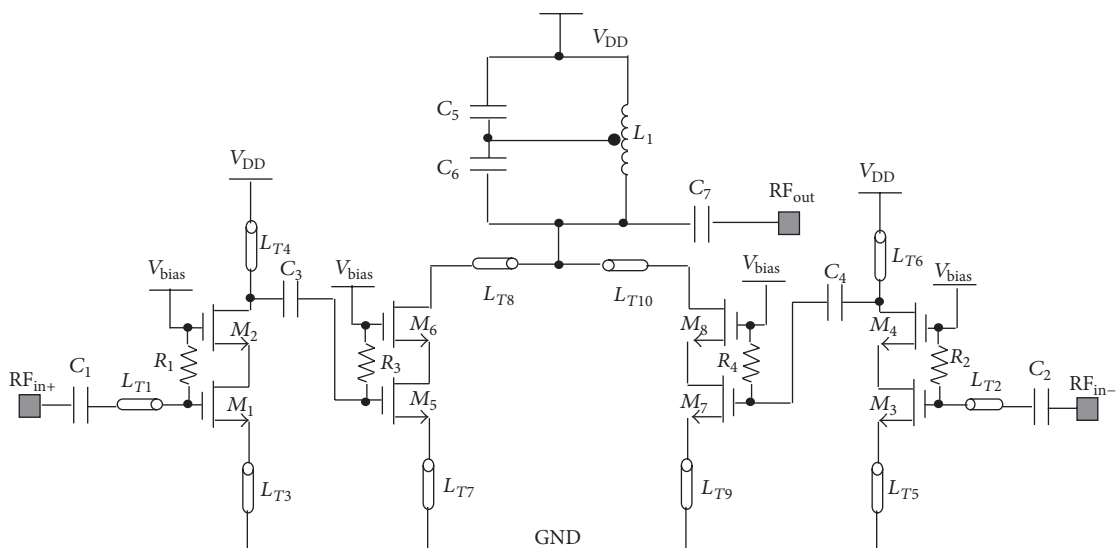 V_DD
C_5
L_1
C_6
V_DD
V_DD
C_7
RF_out
L_T4
L_T6
V_bias
C_3
V_bias
V_bias
C_4
V_bias
L_T8
L_T10
M_2
M_6
M_8
M_4
C_1
R_1
R_3
R_4
R_2
C_2
RF_in+
L_T1
L_T2
RF_in−
M_1
M_5
M_7
M_3
L_T3
L_T7
L_T9
L_T5
GND